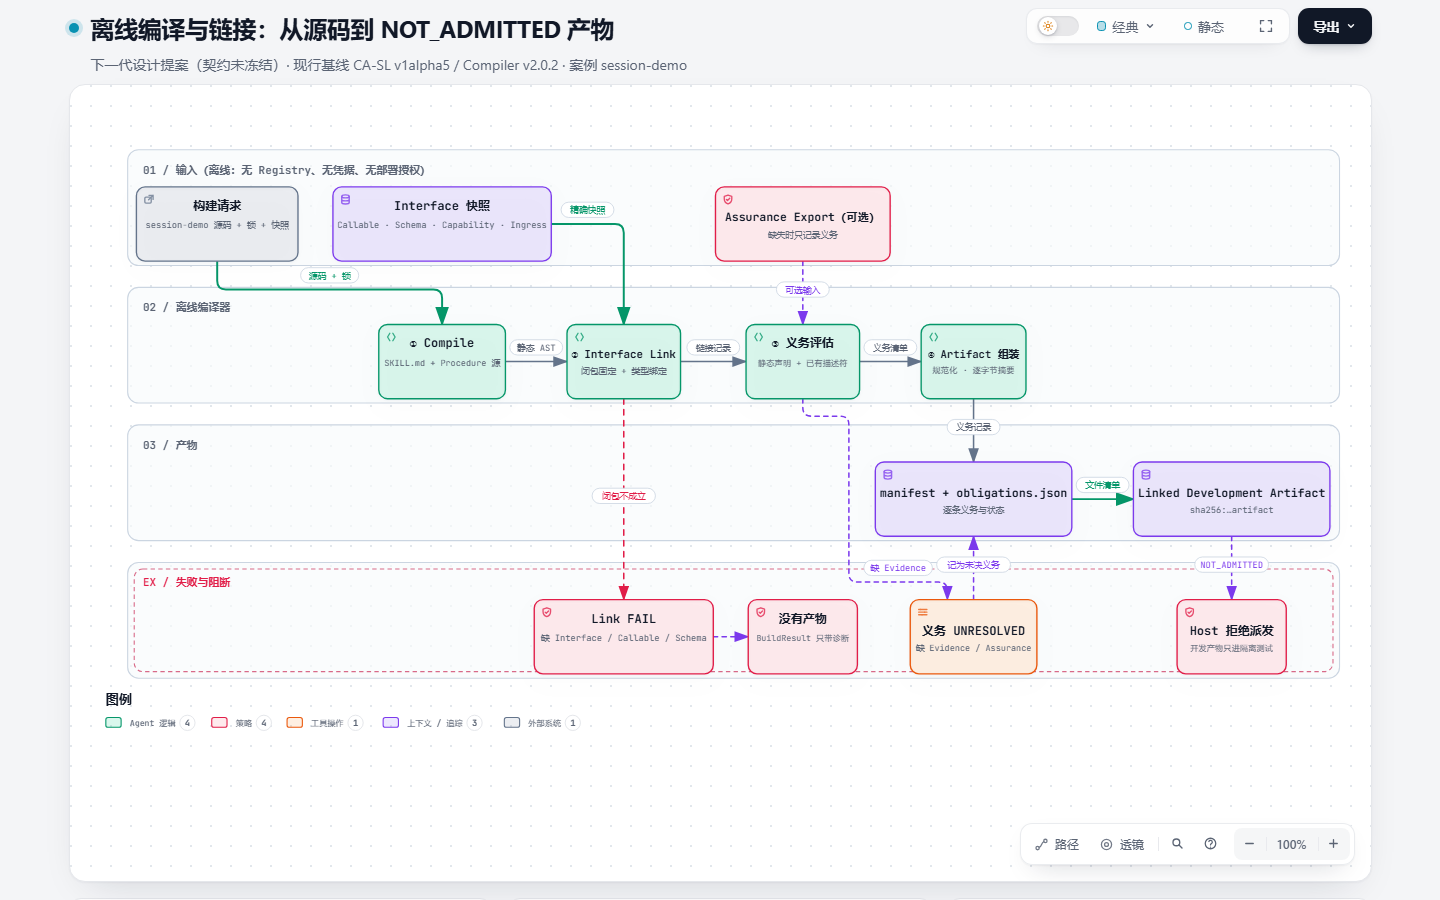 离线编译与链接：从源码到 NOT_ADMITTED 产物
经典
静态
导出
下一代设计提案（契约未冻结）· 现行基线 CA-SL v1alpha5 / Compiler v2.0.2 · 案例 session-demo
01 / 输入（离线：无 Registry、无凭据、无部署授权）
构建请求
session-demo 源码 + 锁 + 快照
Interface 快照
Callable · Schema · Capability · Ingress
精确快照
Assurance Export (可选)
缺失时只记录义务
源码 + 锁
可选输入
02 / 离线编译器
① Compile
SKILL.md + Procedure 源
静态 AST
Interface Link
闭包固定 + 类型绑定
链接记录
义务评估
静态声明 + 已有描述符
义务清单
Artifact 组装
规范化 · 逐字节摘要
义务记录
03 / 产物
manifest + obligations.json
逐条义务与状态
文件清单
Linked Development Artifact
sha256:…artifact
闭包不成立
缺 Evidence
记为未决义务
NOT_ADMITTED
EX / 失败与阻断
Link FAIL
缺 Interface / Callable / Schema
没有产物
BuildResult 只带诊断
义务 UNRESOLVED
缺 Evidence / Assurance
Host 拒绝派发
开发产物只进隔离测试
图例
Agent 逻辑 4
策略 4
工具操作 1
上下文 / 追踪 3
外部系统 1
路径
透镜
100%